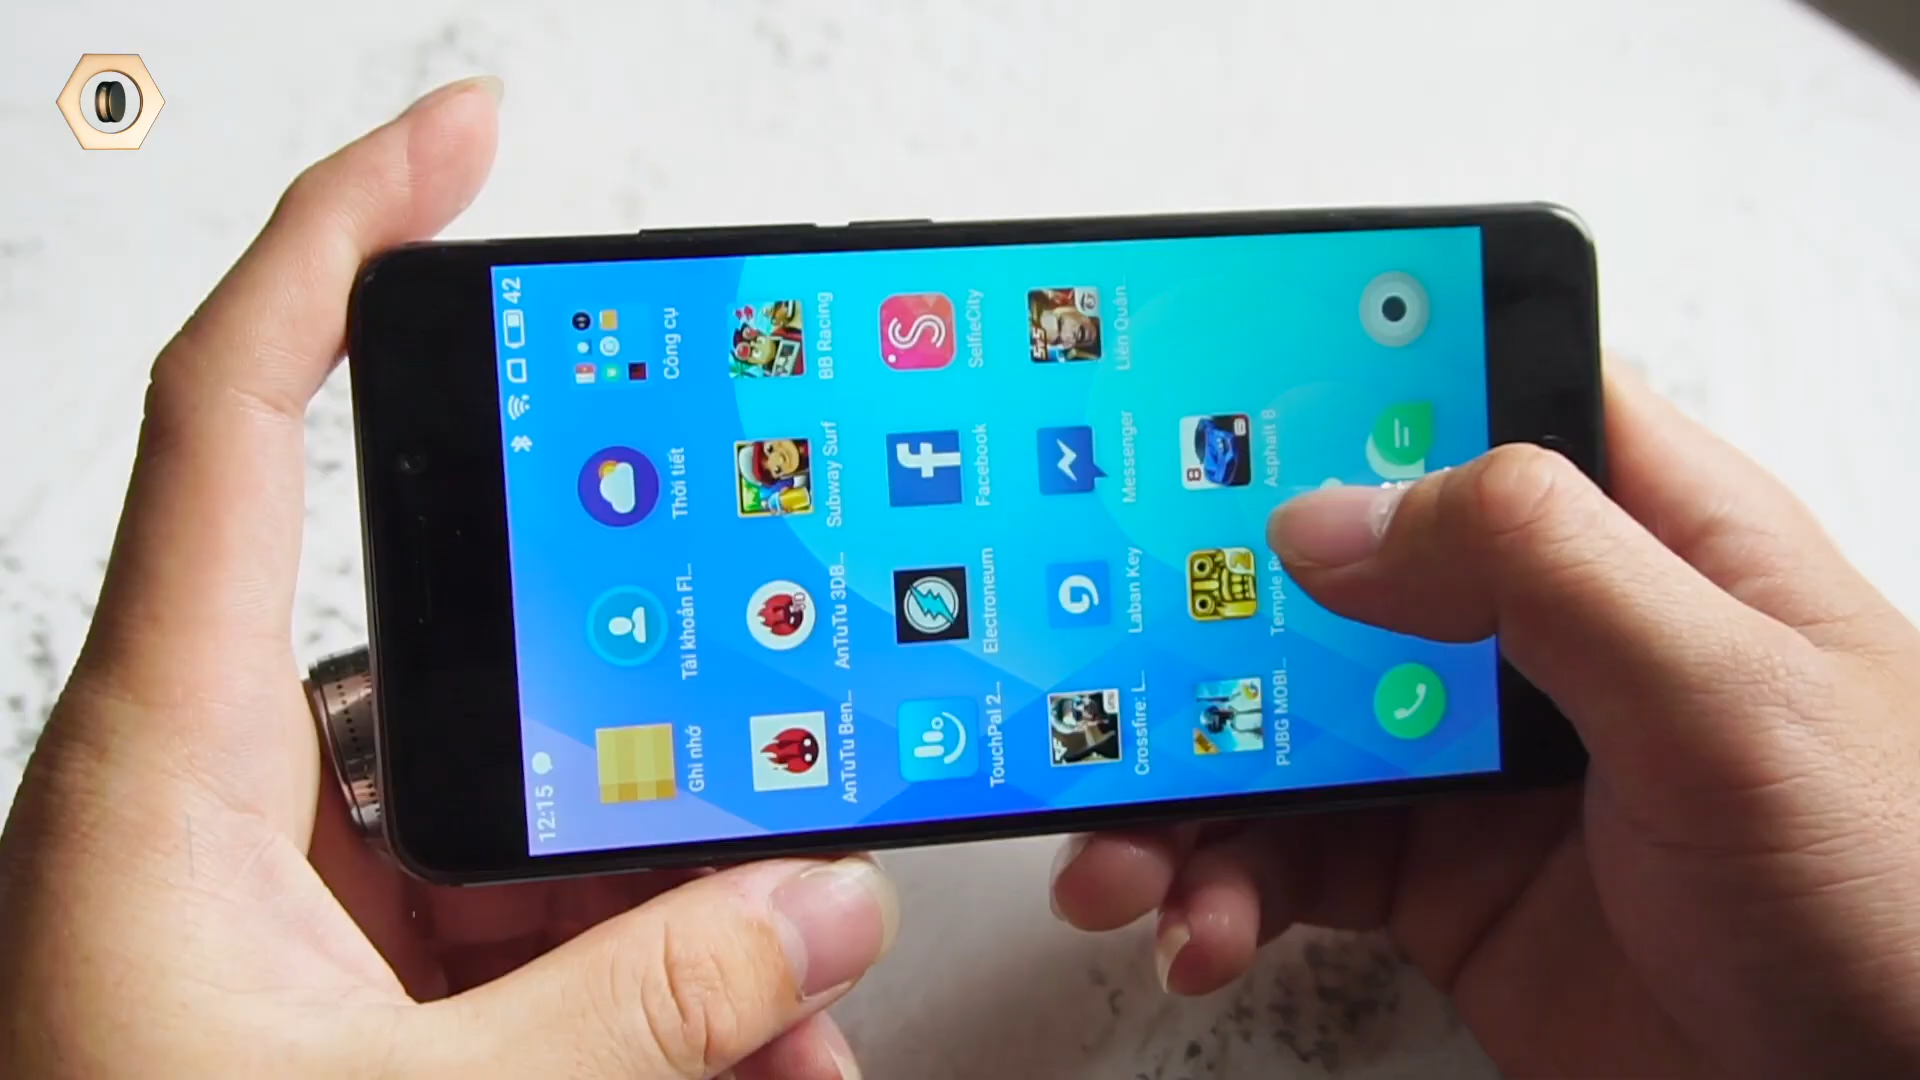 12:15
42
Ghi nhớ
Tài khoản Fl...
Thời tiết
Công cụ
AnTuTu Ben...
AnTuTu 3DB...
Subway Surf
BB Racing
TouchPal 2...
Electroneum
Facebook
SelfieCity
Crossfire: L...
Laban Key
Messenger
Liên Quân...
PUBG MOBI...
Temple
Asphalt 8